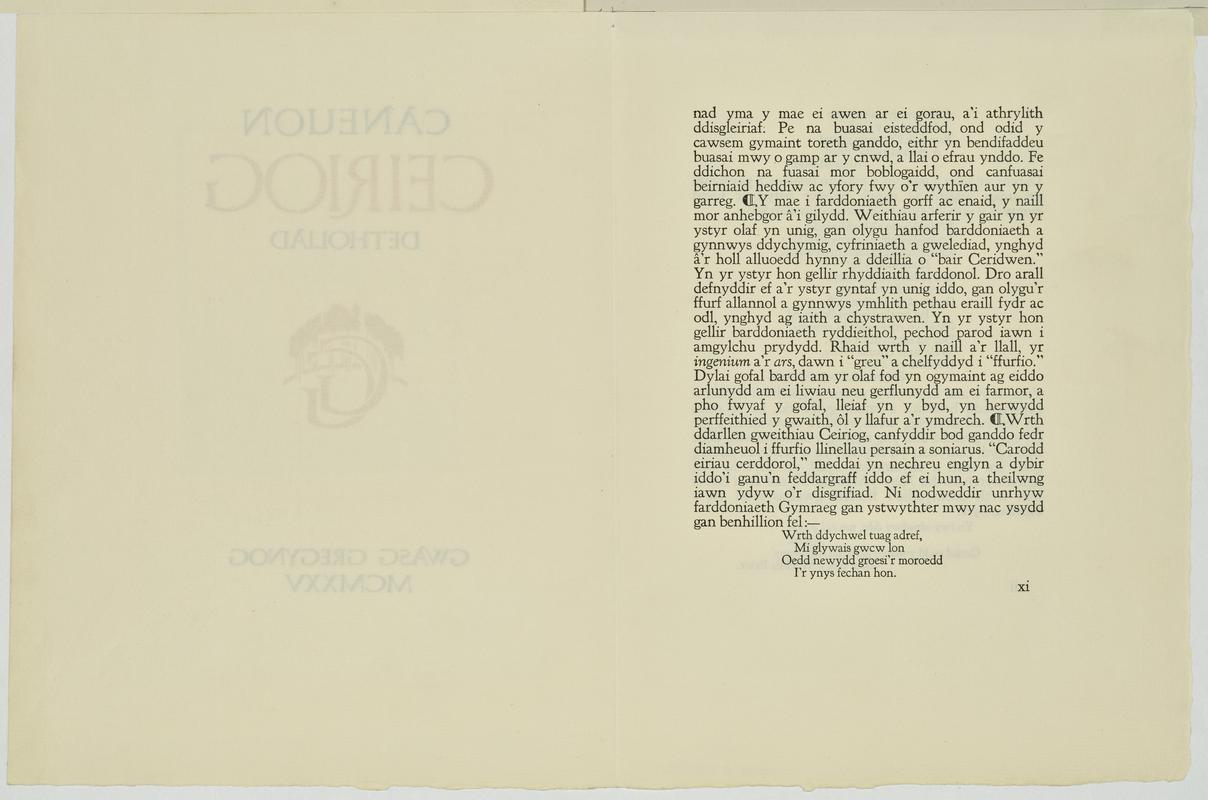 CANEUON
CEIRIOG
DETHOLIAD
GWASG GREGYNOG
MCMXXV
nad yma y mae ei awen ar ei gorau, a'i athrylith
ddisgleiriaf. Pe na buasai eisteddfod, ond odid y
cawsem gymaint toreth ganddo, eithr yn bendifaddeu
buasai mwy o gamp ar y cnwd, a llai o efrau ynddo. Fe
ddichon na fuasai mor boblogaidd, ond canfuasai
beirniaid heddiw ac yfory fwy o'r wythïen aur yn y
garreg. ¶ Y mae i farddoniaeth gorff ac enaid, y naill
mor anhebgor â'i gilydd. Weithiau arferir y gair yn yr
ystyr olaf yn unig, gan olygu hanfod barddoniaeth a
gynnwys ddychymig, cyfriniaeth a gwelediad, ynghyd
â'r holl alluoedd hynny a ddeillia o “bair Ceridwen.”
Yn yr ystyr hon gellir rhyddiaith farddonol. Dro arall
defnyddir ef a'r ystyr gyntaf yn unig iddo, gan olygu'r
ffurf allannol a gynnwys ymhlith pethau eraill fydr ac
odl, ynghyd ag iaith a chystrawen. Yn yr ystyr hon
gellir barddoniaeth ryddieithol, pechod parod iawn i
amgylchu prydydd. Rhaid wrth y naill a'r llall, yr
ingenium a'r ars, dawn i “greu” a chelfyddyd i “ffurfio.”
Dylai gofal bardd am yr olaf fod yn ogymaint ag eiddo
arlunydd am ei liwiau neu gerflunydd am ei farmor, a
pho fwyaf y gofal, lleiaf yn y byd, yn herwydd
perffeithied y gwaith, ôl y llafur a'r ymdrech. ¶ Wrth
ddarllen gweithiau Ceiriog, canfyddir bod ganddo fedr
diamheuol i ffurfio llinellau persain a soniarus. “Carodd
eiriau cerddorol,” meddai yn nechreu englyn a dybir
iddo'i ganu'n feddargraff iddo ef ei hun, a theilwng
iawn ydyw o'r disgrifiad. Ni nodweddir unrhyw
farddoniaeth Gymraeg gan ystwythter mwy nac ysydd
gan benhillion fel:—
Wrth ddychwel tuag adref,
Mi glywais gwcw lon
Oedd newydd groesi'r moroedd
I'r ynys fechan hon.
xi